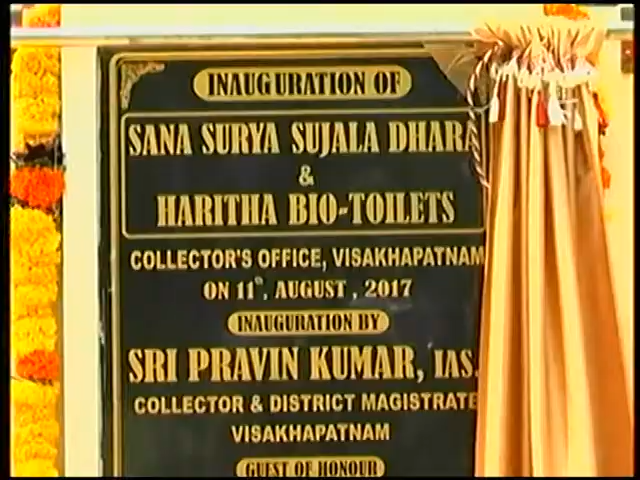 INAUGURATION OF
SANA SURYA SUJALA DHARA
&
HARITHA BIO-TOILETS
COLLECTOR'S OFFICE, VISAKHAPATNAM
ON 11th, AUGUST, 2017
INAUGURATION BY
SRI PRAVIN KUMAR, IAS.
COLLECTOR & DISTRICT MAGISTRATE
VISAKHAPATNAM
GUEST OF HONOUR